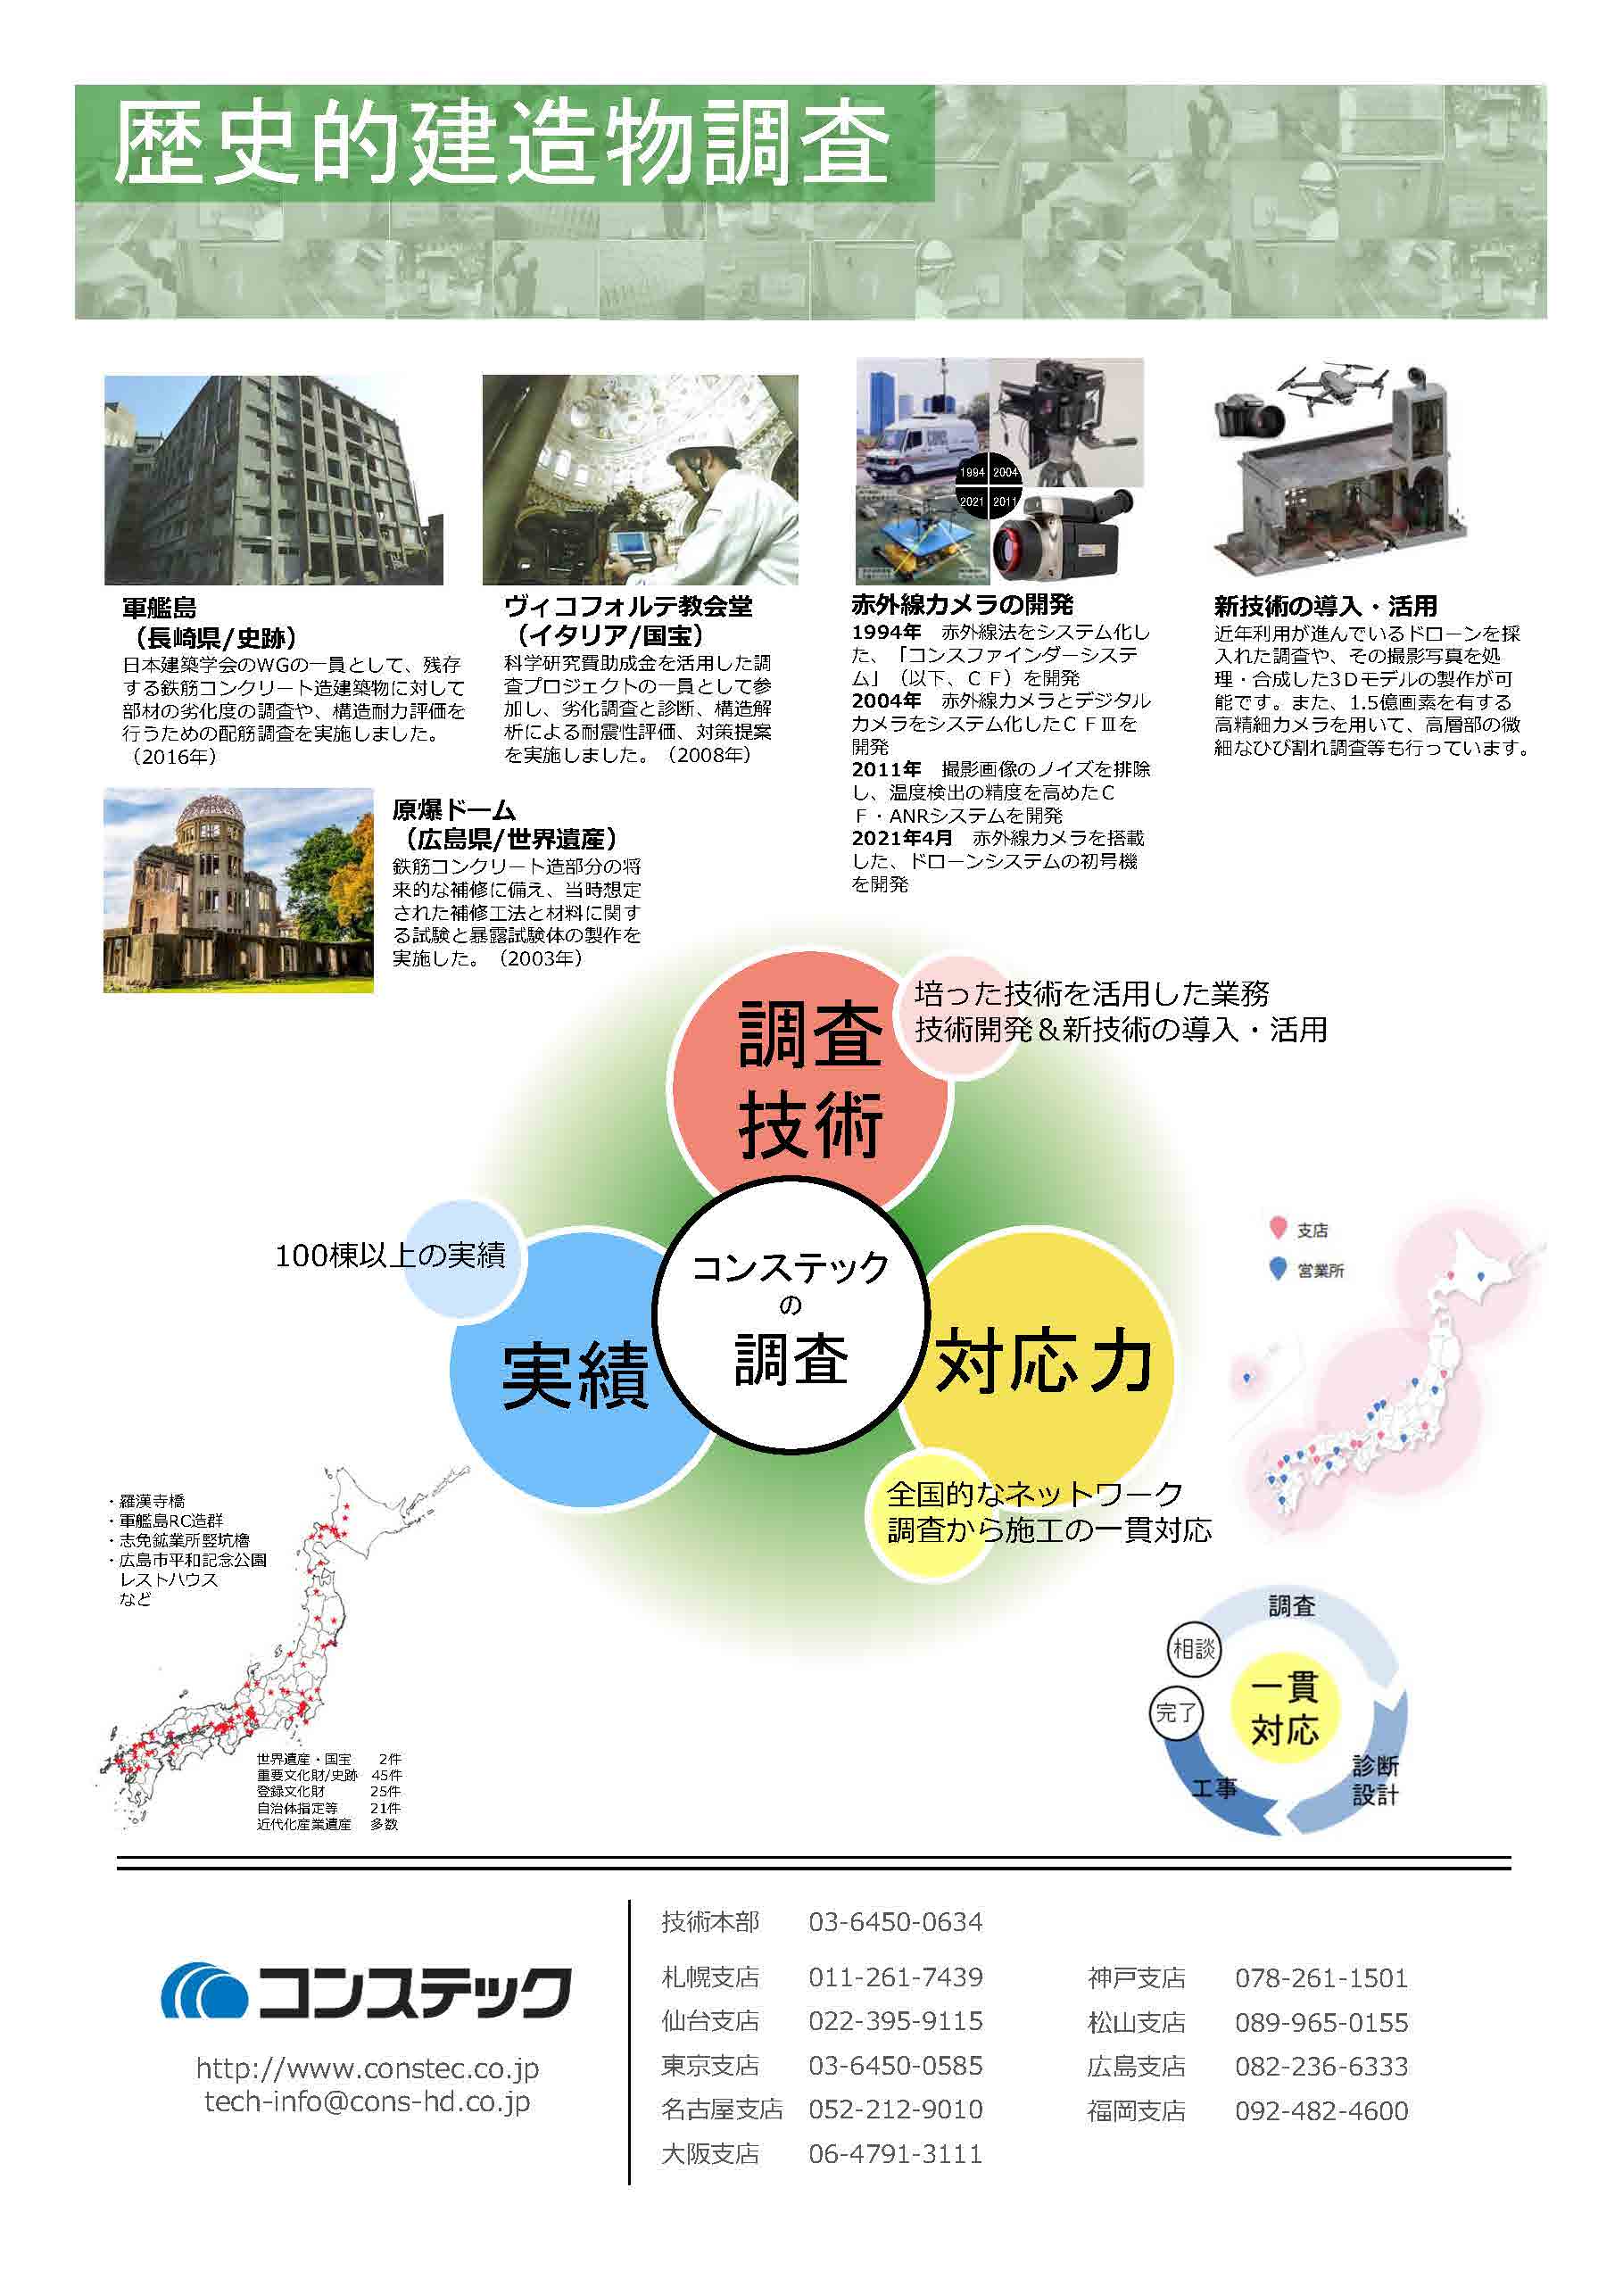 歴史的建造物調査
軍艦島
（長崎県/史跡）
日本建築学会のWGの一員として、残存
する鉄筋コンクリート造建築物に対して
部材の劣化度の調査や、構造耐力評価を
行うための配筋調査を実施しました。
（2016年）
ヴィコフォルテ教会堂
（イタリア/国宝）
科学研究費助成金を活用した調
査プロジェクトの一員として参
加し、劣化調査と診断、構造解
析による耐震性評価、対策提案
を実施しました。（2008年）
原爆ドーム
（広島県/世界遺産）
鉄筋コンクリート造部分の将
来的な補修に備え、当時想定
された補修工法と材料に関す
る試験と暴露試験体の製作を
実施した。（2003年）
1994 2004
2021 2011
赤外線カメラの開発
1994年　赤外線法をシステム化し
た、「コンスファインダーシステ
ム」（以下、ＣＦ）を開発
2004年　赤外線カメラとデジタル
カメラをシステム化したＣＦⅢを
開発
2011年　撮影画像のノイズを排除
し、温度検出の精度を高めたＣ
Ｆ・ANRシステムを開発
2021年4月　赤外線カメラを搭載
した、ドローンシステムの初号機
を開発
新技術の導入・活用
近年利用が進んでいるドローンを採
入れた調査や、その撮影写真を処
理・合成した3Ｄモデルの製作が可
能です。また、1.5億画素を有する
高精細カメラを用いて、高層部の微
細なひび割れ調査等も行っています。
調査
技術
培った技術を活用した業務
技術開発＆新技術の導入・活用
100棟以上の実績
実績
コンステック
の
調査
対応力
全国的なネットワーク
調査から施工の一貫対応
支店
営業所
・羅漢寺橋
・軍艦島RC造群
・志免鉱業所竪坑櫓
・広島市平和記念公園
レストハウス
など
世界遺産・国宝　2件
重要文化財/史跡　45件
登録文化財　25件
自治体指定等　21件
近代化産業遺産　多数
調査
相談
完了
一貫
対応
診断
設計
工事
コンステック
http://www.constec.co.jp
tech-info@cons-hd.co.jp
技術本部　03-6450-0634
札幌支店　011-261-7439
仙台支店　022-395-9115
東京支店　03-6450-0585
名古屋支店　052-212-9010
大阪支店　06-4791-3111
神戸支店　078-261-1501
松山支店　089-965-0155
広島支店　082-236-6333
福岡支店　092-482-4600